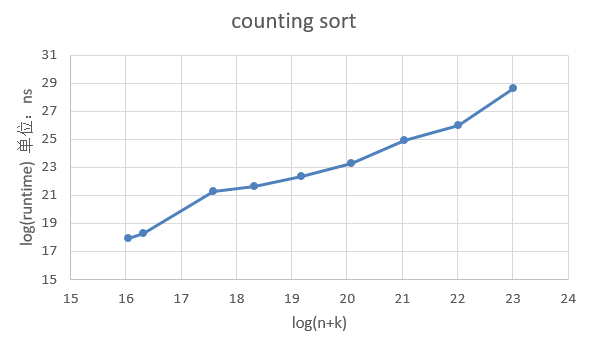 counting sort
31
29
27
25
23
21
19
17
15
log(runtime) 单位：ns
15 16 17 18 19 20 21 22 23 24
log(n+k)